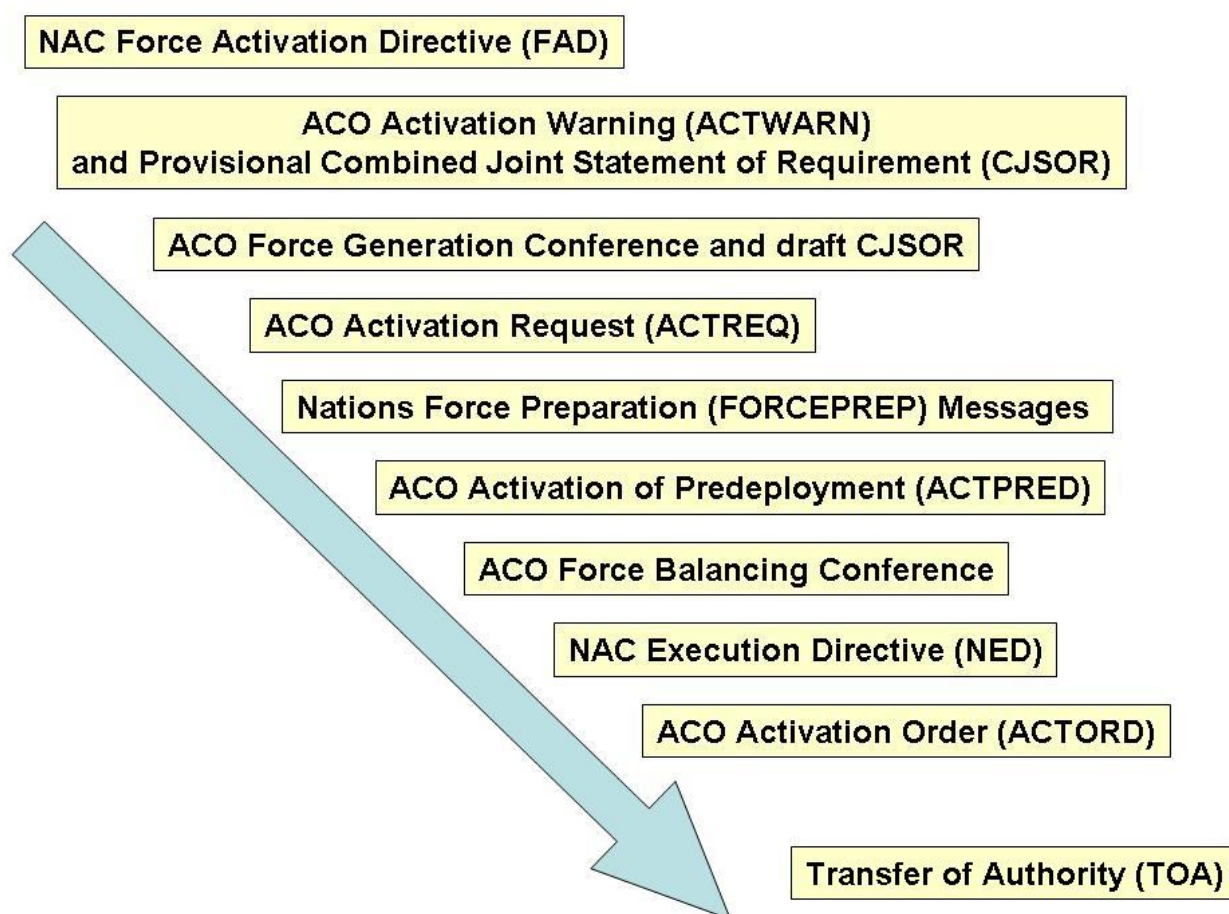 NAC Force Activation Directive (FAD)
ACO Activation Warning (ACTWARN)
and Provisional Combined Joint Statement of Requirement (CJSOR)
ACO Force Generation Conference and draft CJSOR
ACO Activation Request (ACTREQ)
Nations Force Preparation (FORCEPREP) Messages
ACO Activation of Predeployment (ACTPRED)
ACO Force Balancing Conference
NAC Execution Directive (NED)
ACO Activation Order (ACTORD)
Transfer of Authority (TOA)